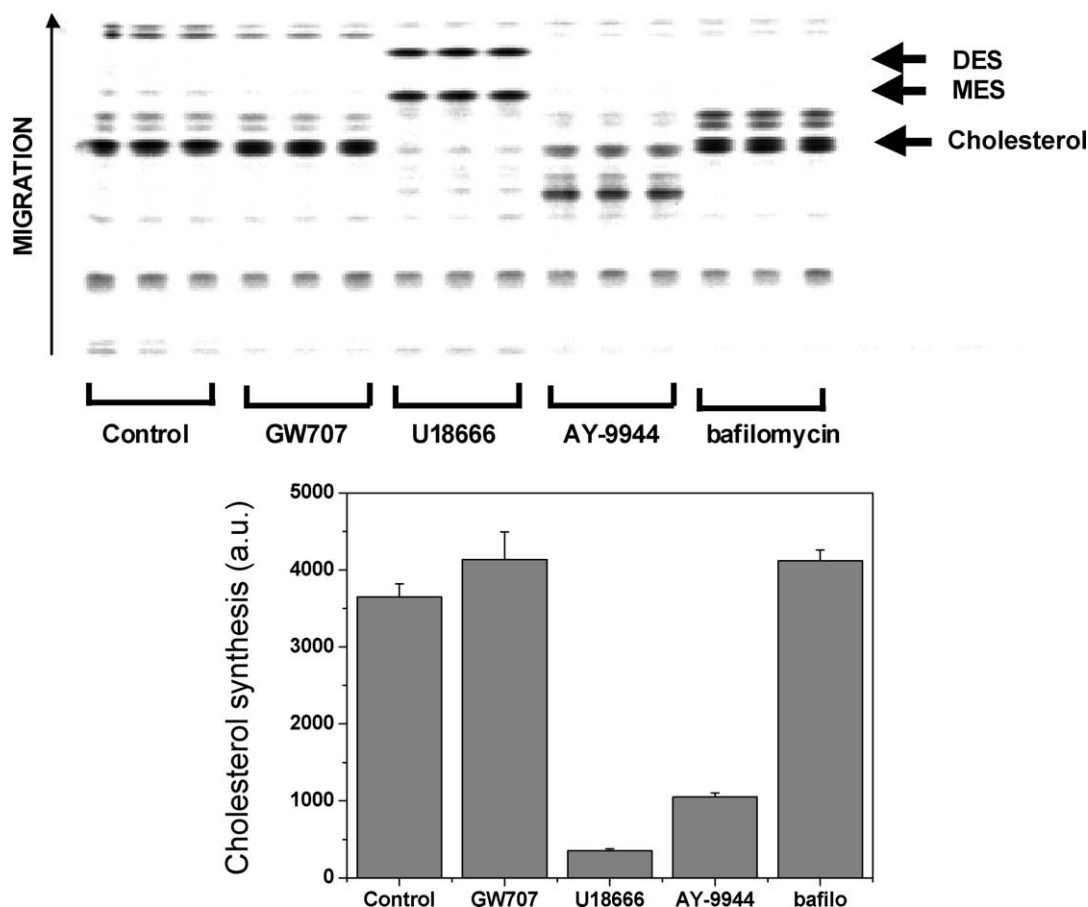 MIGRATION
DES
MES
Cholesterol
Control GW707 U18666 AY-9944 bafilomycin
Cholesterol synthesis (a.u.)
5000
4000
3000
2000
1000
0
Control GW707 U18666 AY-9944 bafilo